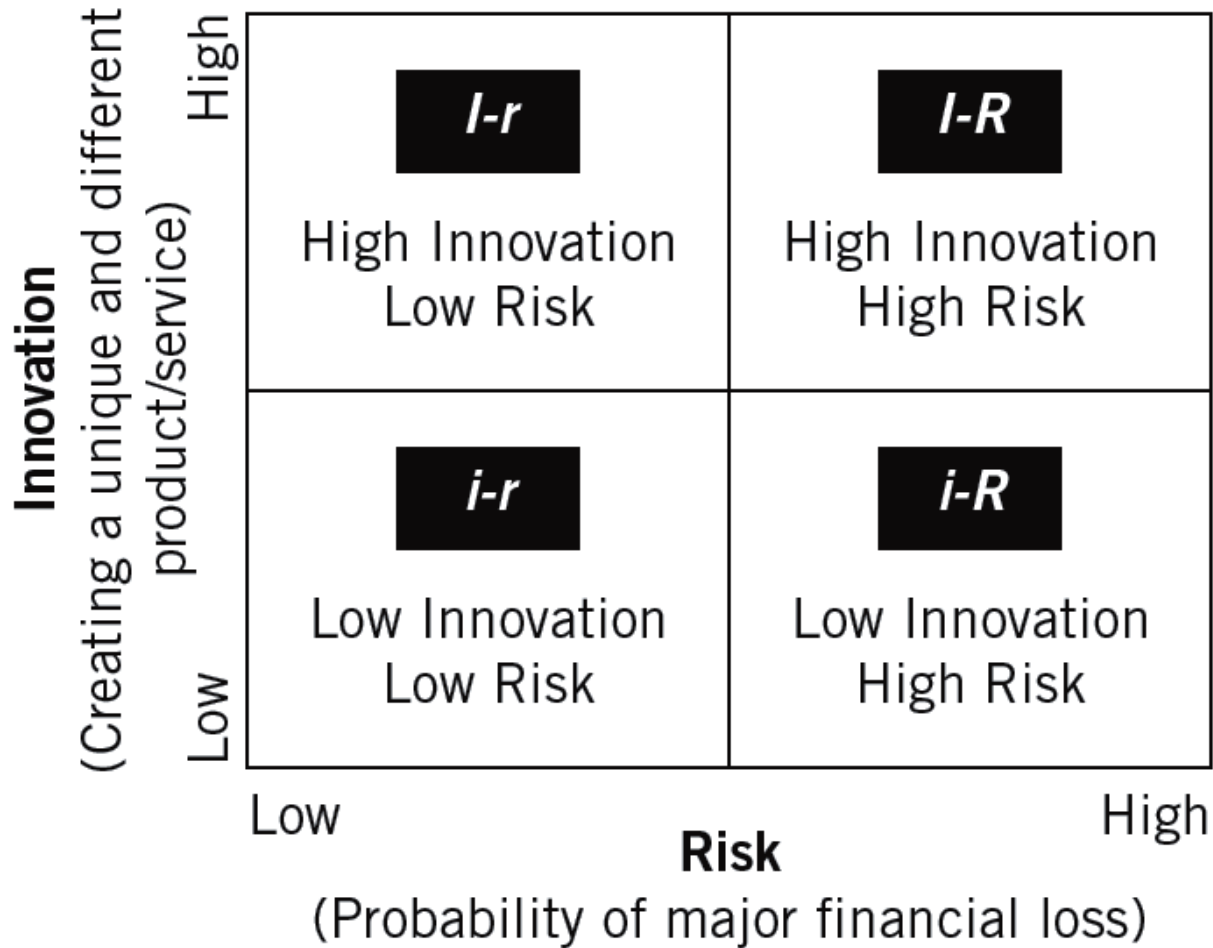 Innovation
(Creating a unique and different
product/service)
High
Low
I-r
High Innovation
Low Risk
I-R
High Innovation
High Risk
i-r
Low Innovation
Low Risk
i-R
Low Innovation
High Risk
Low
High
Risk
(Probability of major financial loss)